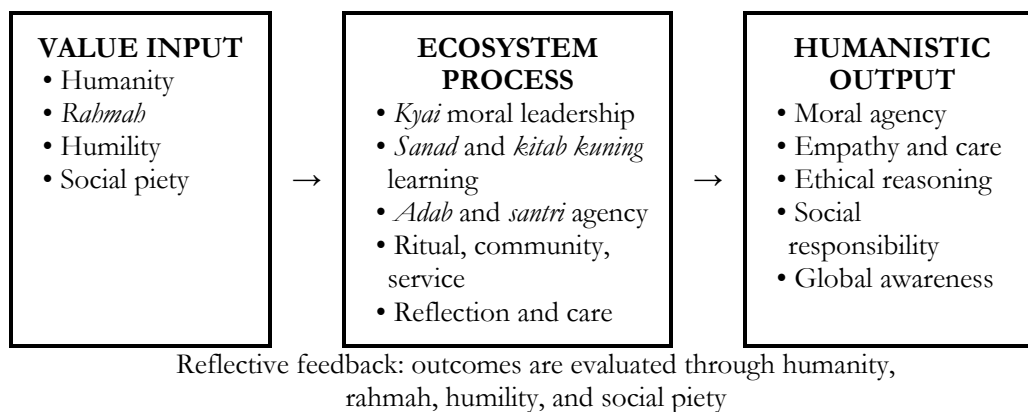 VALUE INPUT
• Humanity
• Rahmah
• Humility
• Social piety
→
ECOSYSTEM
PROCESS
• Kyai moral leadership
• Sanad and kitab kuning
learning
• Adab and santri agency
• Ritual, community,
service
• Reflection and care
→
HUMANISTIC
OUTPUT
• Moral agency
• Empathy and care
• Ethical reasoning
• Social
responsibility
• Global awareness
Reflective feedback: outcomes are evaluated through humanity,
rahmah, humility, and social piety